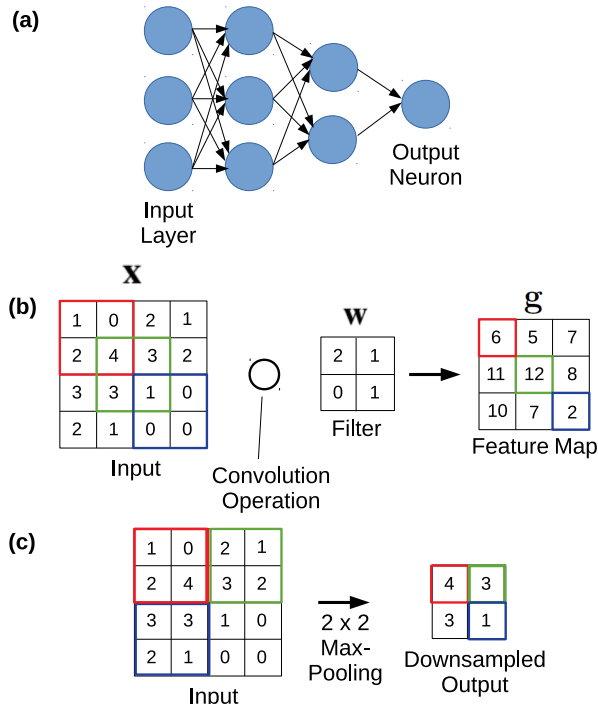 (a)
Input
Layer
Output
Neuron
(b)
x
1 0 2 1
2 4 3 2
3 3 1 0
2 1 0 0
Input
Convolution
Operation
w
2 1
0 1
Filter
g
6 5 7
11 12 8
10 7 2
Feature Map
(c)
1 0 2 1
2 4 3 2
3 3 1 0
2 1 0 0
Input
2 x 2
Max-
Pooling
4 3
3 1
Downsampled
Output